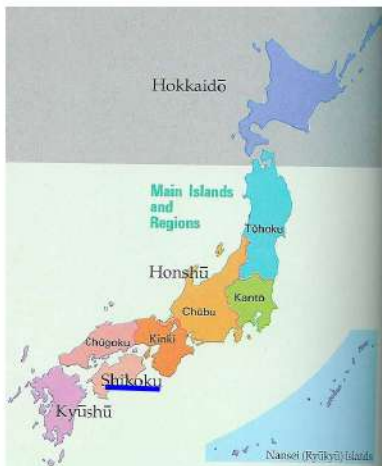 Hokkaidō
Main Islands
and
Regions
Tōhoku
Honshū
Chūbu
Kantō
Chūgoku
Kinki
Shikoku
Kyūshū
Nansei (Ryūkyū) Islands